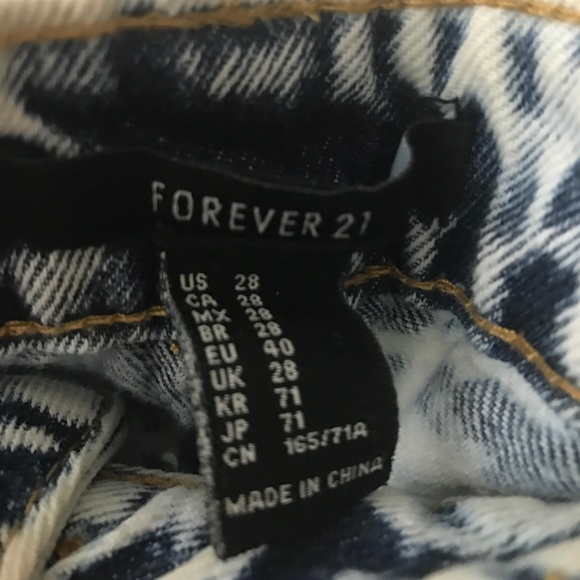 FOREVER 21
US 28
CA 28
MX 28
BR 28
EU 40
UK 28
KR 71
JP 71
CN 165/71A
MADE IN CHINA